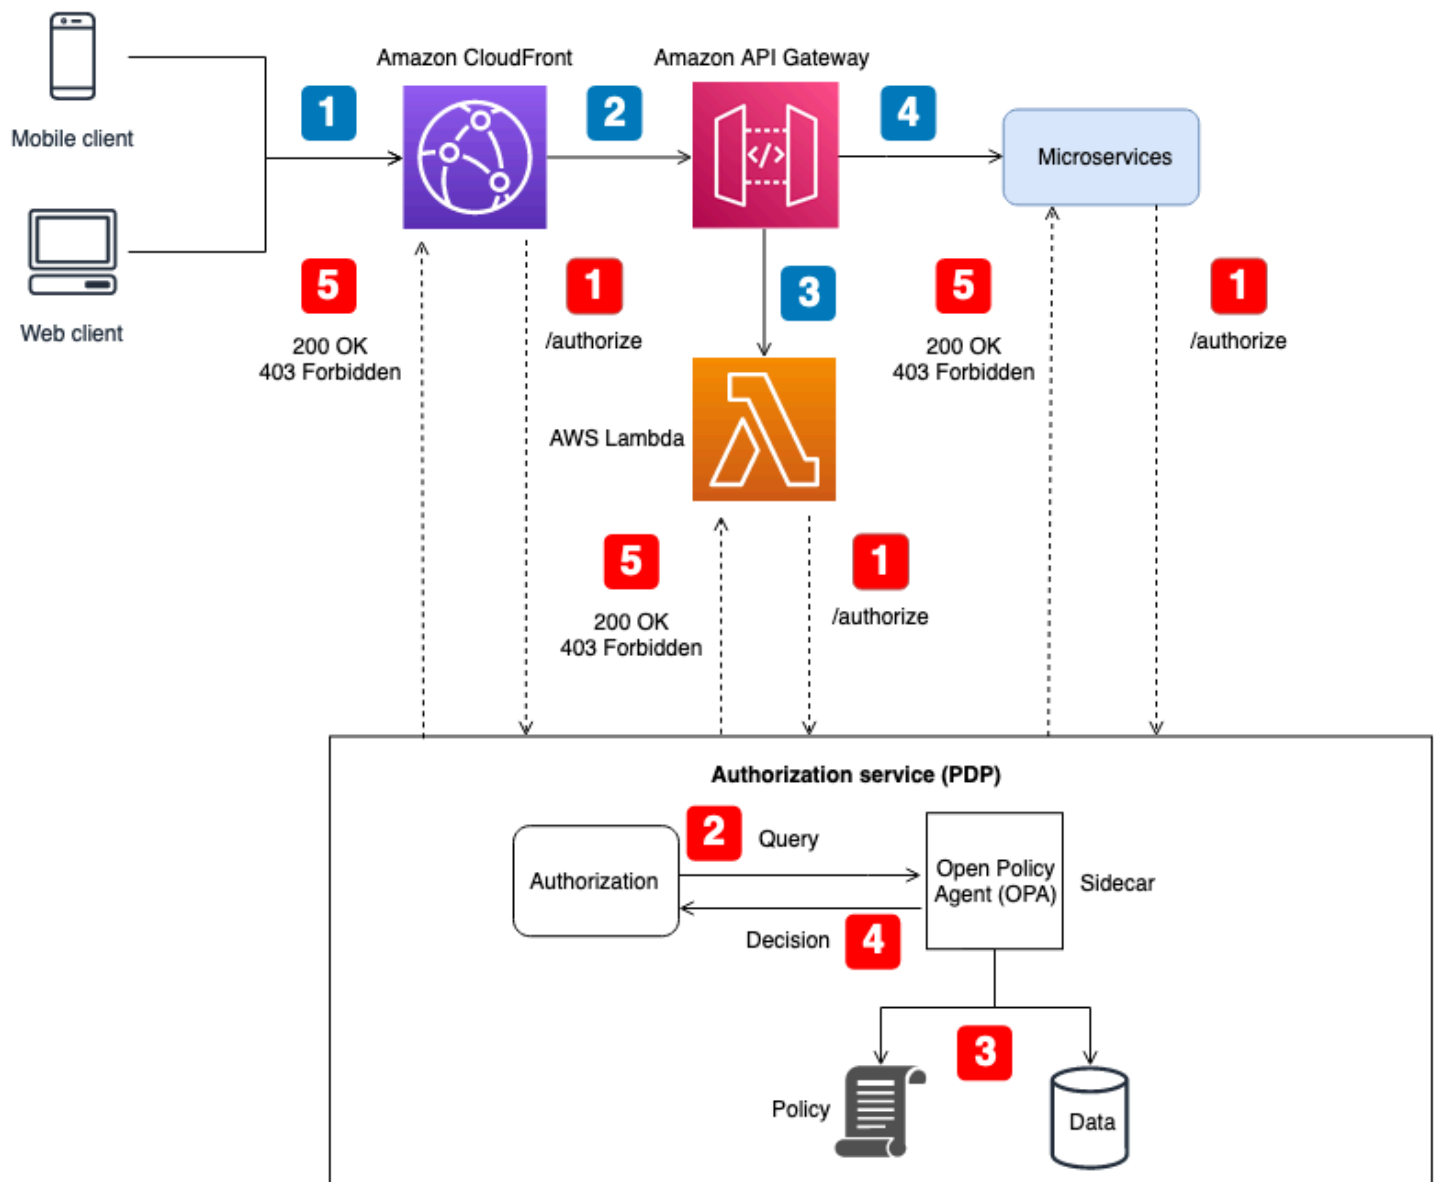 Amazon CloudFront
Amazon API Gateway
1
2
4
Mobile client
Microservices
5
1
3
5
1
Web client
200 OK
403 Forbidden
/authorize
200 OK
403 Forbidden
/authorize
</>
AWS Lambda
5
1
200 OK
403 Forbidden
/authorize
Authorization service (PDP)
2
Query
Authorization
Open Policy
Agent (OPA)
Sidecar
Decision
4
3
Policy
Data